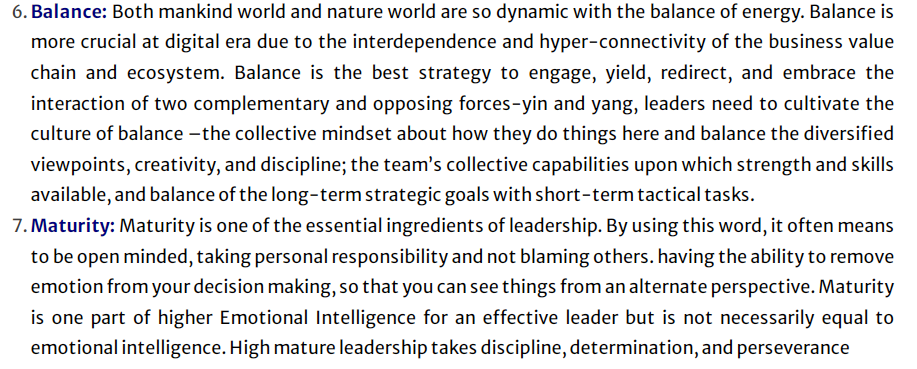 6. Balance: Both mankind world and nature world are so dynamic with the balance of energy. Balance is
more crucial at digital era due to the interdependence and hyper-connectivity of the business value
chain and ecosystem. Balance is the best strategy to engage, yield, redirect, and embrace the
interaction of two complementary and opposing forces-yin and yang, leaders need to cultivate the
culture of balance –the collective mindset about how they do things here and balance the diversified
viewpoints, creativity, and discipline; the team's collective capabilities upon which strength and skills
available, and balance of the long-term strategic goals with short-term tactical tasks.
7. Maturity: Maturity is one of the essential ingredients of leadership. By using this word, it often means
to be open minded, taking personal responsibility and not blaming others. having the ability to remove
emotion from your decision making, so that you can see things from an alternate perspective. Maturity
is one part of higher Emotional Intelligence for an effective leader but is not necessarily equal to
emotional intelligence. High mature leadership takes discipline, determination, and perseverance